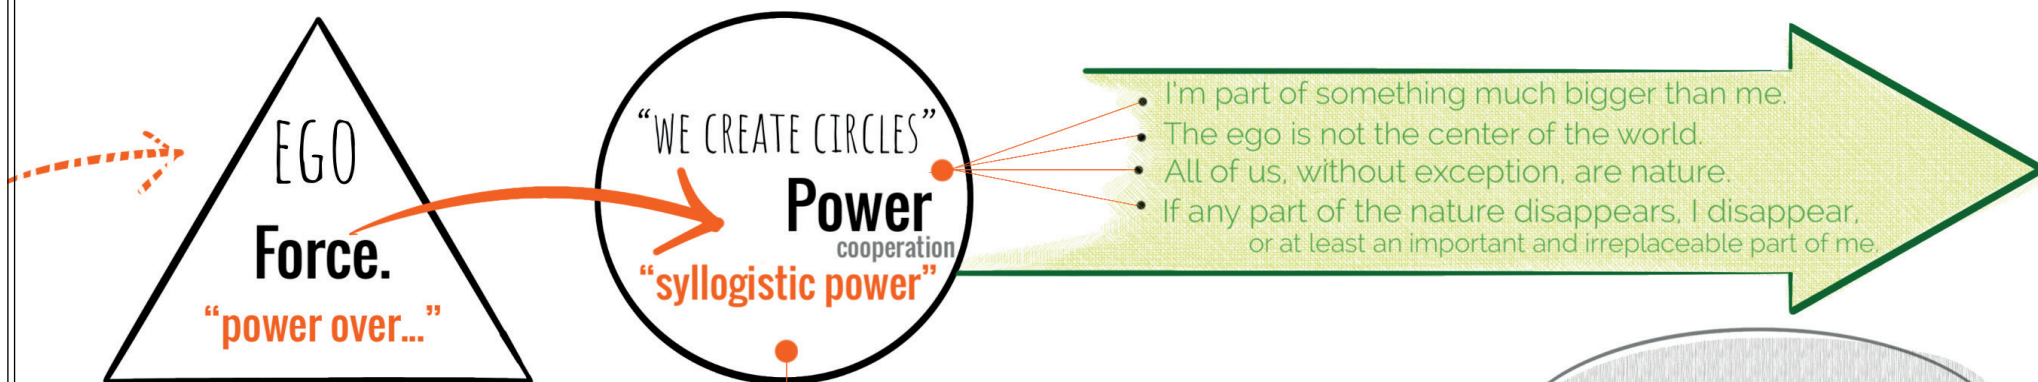 EGO
Force.
“power over...”
“WE CREATE CIRCLES”
Power
cooperation
“syllogistic power”
I'm part of something much bigger than me.
The ego is not the center of the world.
All of us, without exception, are nature.
If any part of the nature disappears, I disappear,
or at least an important and irreplaceable part of me.